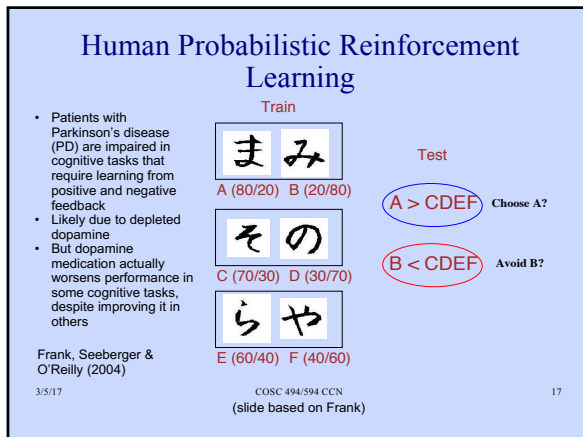 Human Probabilistic Reinforcement
Learning
• Patients with
Parkinson's disease
(PD) are impaired in
cognitive tasks that
require learning from
positive and negative
feedback
• Likely due to depleted
dopamine
• But dopamine
medication actually
worsens performance in
some cognitive tasks,
despite improving it in
others
Frank, Seeberger &
O'Reilly (2004)
Train
ま み
A (80/20) B (20/80)
そ の
C (70/30) D (30/70)
ら や
E (60/40) F (40/60)
Test
A > CDEF Choose A?
B < CDEF Avoid B?
3/5/17 COSC 494/594 CCN 17
(slide based on Frank)